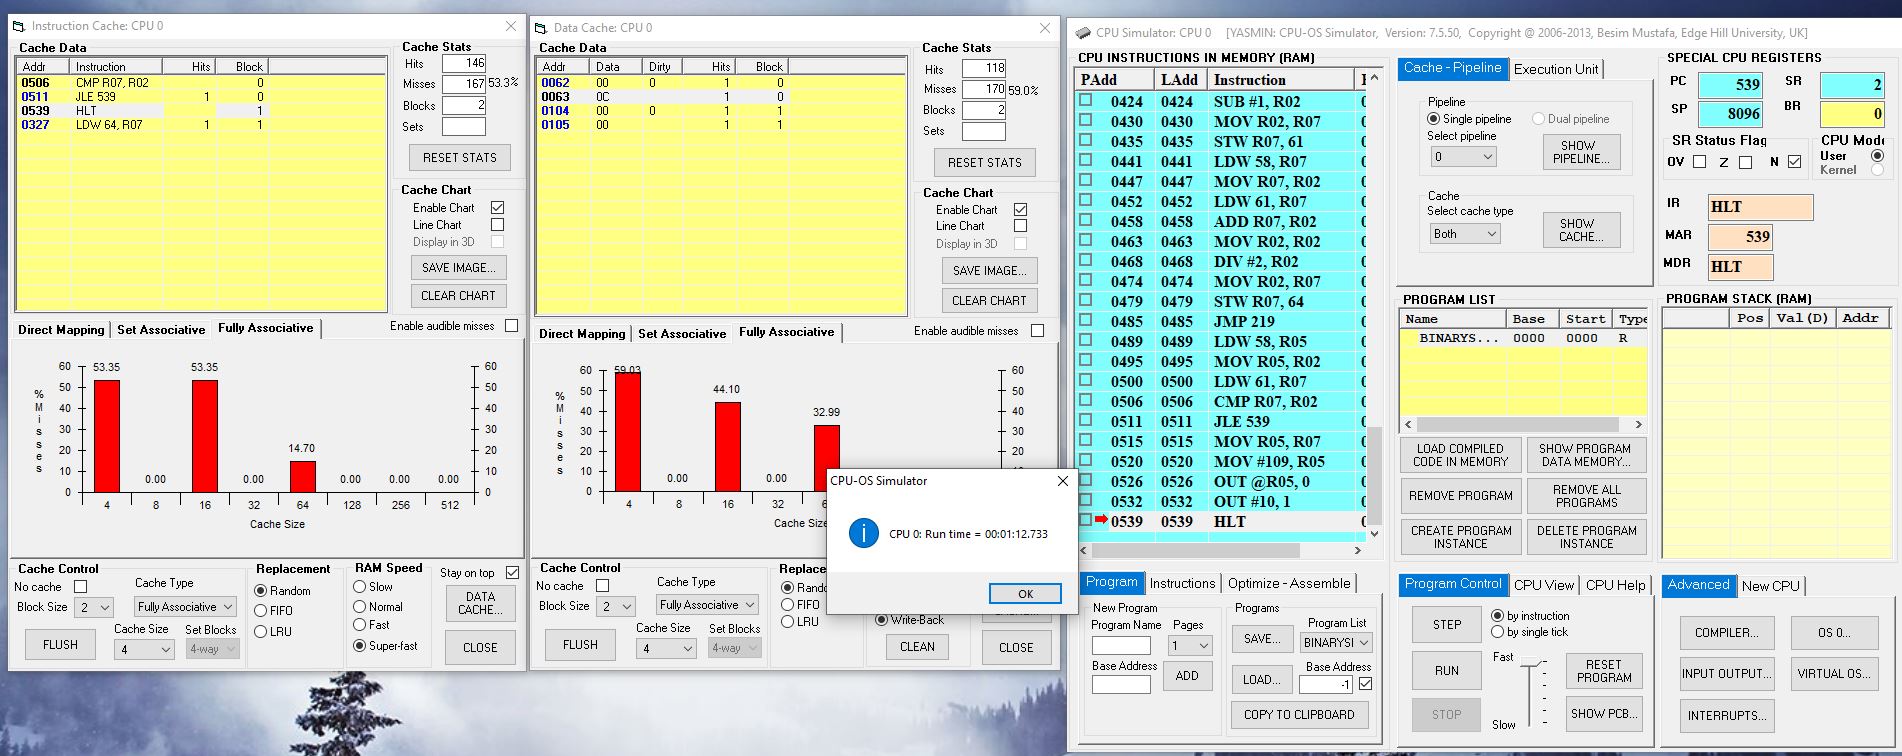 Instruction Cache: CPU 0
Cache Data
Addr Instruction Hits Block
0506 CMP R07, R02 0
0511 JLE 539 1 0
0539 HLT 1
0327 LDW 64, R07 1 1
Cache Stats
Hits 146
Misses 167 53.3%
Blocks 2
Sets
RESET STATS
Cache Chart
Enable Chart
Line Chart
Display in 3D
SAVE IMAGE...
CLEAR CHART
Direct Mapping Set Associative Fully Associative
Enable audible misses
% Misses
60 50 40 30 20 10 0
53.35 0.00 53.35 0.00 14.70 0.00 0.00 0.00
60 50 40 30 20 10 0
4 8 16 32 64 128 256 512
Cache Size
Cache Control
No cache
Block Size 2
Cache Type
Fully Associative
Cache Size
4
Set Blocks
4-way
FLUSH
Replacement
Random
FIFO
LRU
RAM Speed
Slow
Normal
Fast
Super-fast
Stay on top
DATA
CACHE...
CLOSE
Data Cache: CPU 0
Cache Data
Addr Data Dirty Hits Block
0062 00 0 1 0
0063 0C 1 0
0104 00 0 1 1
0105 00 1 1
Cache Stats
Hits 118
Misses 170 59.0%
Blocks 2
Sets
RESET STATS
Cache Chart
Enable Chart
Line Chart
Display in 3D
SAVE IMAGE...
CLEAR CHART
Direct Mapping Set Associative Fully Associative
Enable audible misses
% Misses
60 50 40 30 20 10 0
59.03 0.00 44.10 0.00 32.99
60 50 40 30 20 10 0
4 8 16 32 6
Cache Size
Cache Control
No cache
Block Size 2
Cache Type
Fully Associative
Cache Size
4
Set Blocks
4-way
FLUSH
Replace
Random
FIFO
LRU
Write-Back
CLEAN
CLOSE
CPU-OS Simulator
CPU 0: Run time = 00:01:12.733
OK
CPU Simulator: CPU 0 [YASMIN: CPU-OS Simulator, Version: 7.5.50, Copyright @ 2006-2013, Besim Mustafa, Edge Hill University, UK]
CPU INSTRUCTIONS IN MEMORY (RAM)
PAdd LAdd Instruction
0424 0424 SUB #1, R02
0430 0430 MOV R02, R07
0435 0435 STW R07, 61
0441 0441 LDW 58, R07
0447 0447 MOV R07, R02
0452 0452 LDW 61, R07
0458 0458 ADD R07, R02
0463 0463 MOV R02, R02
0468 0468 DIV #2, R02
0474 0474 MOV R02, R07
0479 0479 STW R07, 64
0485 0485 JMP 219
0489 0489 LDW 58, R05
0495 0495 MOV R05, R02
0500 0500 LDW 61, R07
0506 0506 CMP R07, R02
0511 0511 JLE 539
0515 0515 MOV R05, R07
0520 0520 MOV #109, R05
0526 0526 OUT @R05, 0
0532 0532 OUT #10, 1
0539 0539 HLT
Program Instructions Optimize - Assemble
New Program
Program Name
Pages
1
Base Address
ADD
Programs
SAVE...
Program List
BINARYSI
LOAD...
Base Address
-1
COPY TO CLIPBOARD
Cache - Pipeline Execution Unit
Pipeline
Single pipeline Dual pipeline
Select pipeline
0
SHOW
PIPELINE...
Cache
Select cache type
Both
SHOW
CACHE...
PROGRAM LIST
Name Base Start Type
BINARYS... 0000 0000 R
LOAD COMPILED
CODE IN MEMORY
SHOW PROGRAM
DATA MEMORY...
REMOVE PROGRAM
REMOVE ALL
PROGRAMS
CREATE PROGRAM
INSTANCE
DELETE PROGRAM
INSTANCE
Program Control CPU View CPU Help
STEP
RUN
STOP
by instruction
by single tick
Fast
Slow
RESET
PROGRAM
SHOW PCB...
SPECIAL CPU REGISTERS
PC 539 SR 2
SP 8096 BR 0
SR Status Flag
OV Z N
CPU Mode
User
Kernel
IR HLT
MAR 539
MDR HLT
PROGRAM STACK (RAM)
Pos Val(D) Addr
Advanced New CPU
COMPILER...
OS 0...
INPUT OUTPUT...
VIRTUAL OS...
INTERRUPTS...